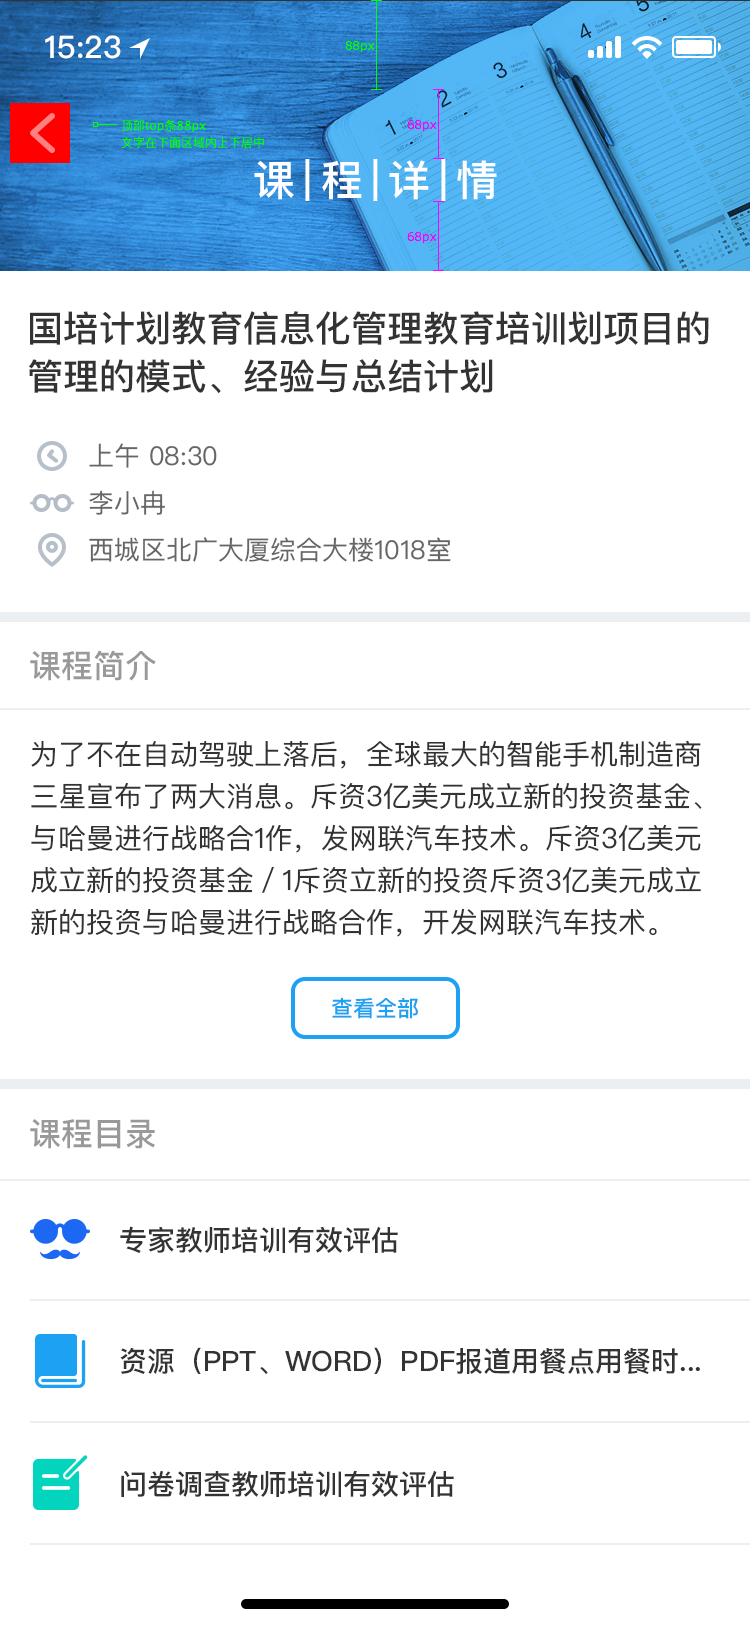 15:23
88px
顶部top条88px
文字在下面区域内上下居中
68px
课|程|详|情
68px
1
2
3
4
5
国培计划教育信息化管理教育培训划项目的
管理的模式、经验与总结计划
上午 08:30
李小冉
西城区北广大厦综合大楼1018室
课程简介
为了不在自动驾驶上落后，全球最大的智能手机制造商
三星宣布了两大消息。斥资3亿美元成立新的投资基金、
与哈曼进行战略合1作，发网联汽车技术。斥资3亿美元
成立新的投资基金 / 1斥资立新的投资斥资3亿美元成立
新的投资与哈曼进行战略合作，开发网联汽车技术。
查看全部
课程目录
专家教师培训有效评估
资源（PPT、WORD）PDF报道用餐点用餐时...
问卷调查教师培训有效评估